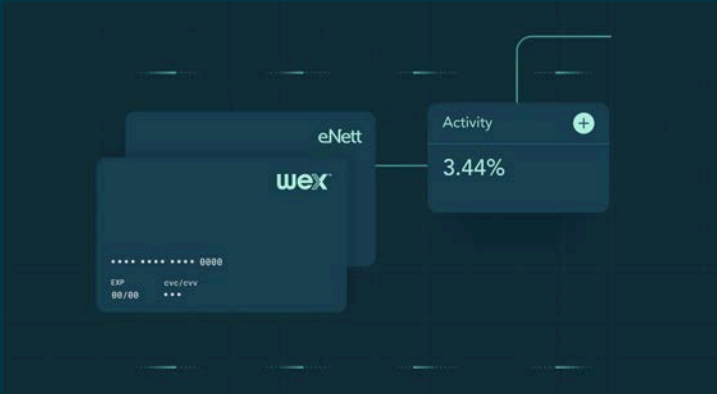 eNett
wex
•••• •••• •••• 0000
EXP cvc/cvv
00/00 •••
Activity
3.44%